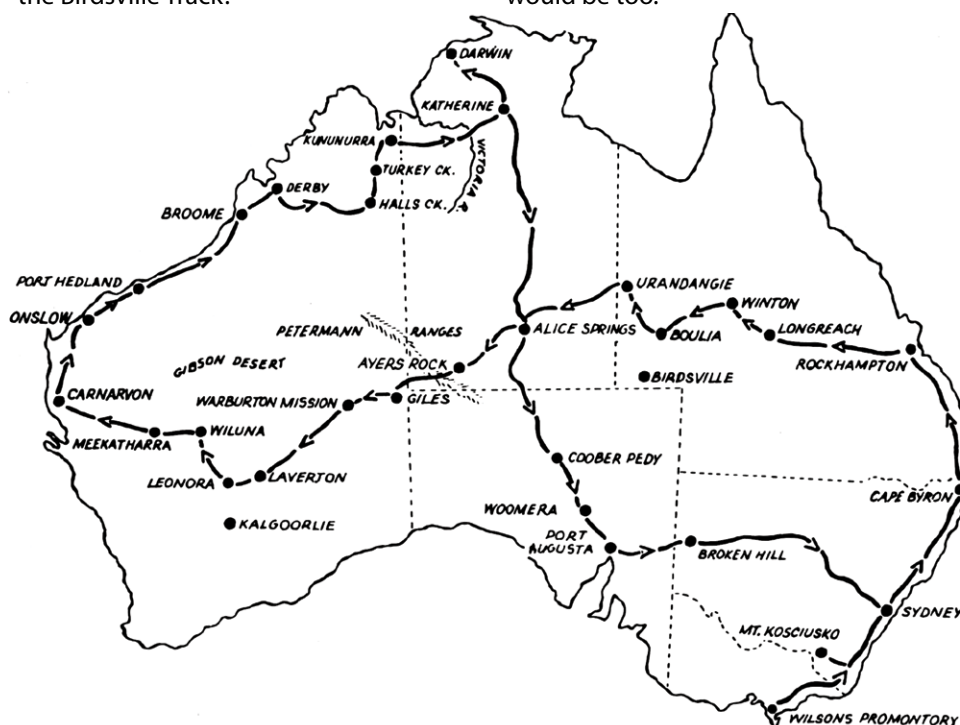 the Birdsville Track.
would be too.
DARWIN
KATHERINE
KUNUNURRA
VICTORIA R.
TURKEY CK.
DERBY
HALLS CK.
BROOME
PORT HEDLAND
URANDANGIE
ONSLOW
WINTON
PETERMANN RANGES
ALICE SPRINGS
BOULIA
LONGREACH
GIBSON DESERT
AYERS ROCK
ROCKHAMPTON
BIRDSVILLE
CARNARVON
WARBURTON MISSION
GILES
MEEKATHARRA
WILUNA
COOBER PEDY
LEONORA
LAVERTON
CAPE BYRON
WOOMERA
KALGOORLIE
PORT
AUGUSTA
BROKEN HILL
SYDNEY
MT. KOSCIUSKO
WILSONS PROMONTORY